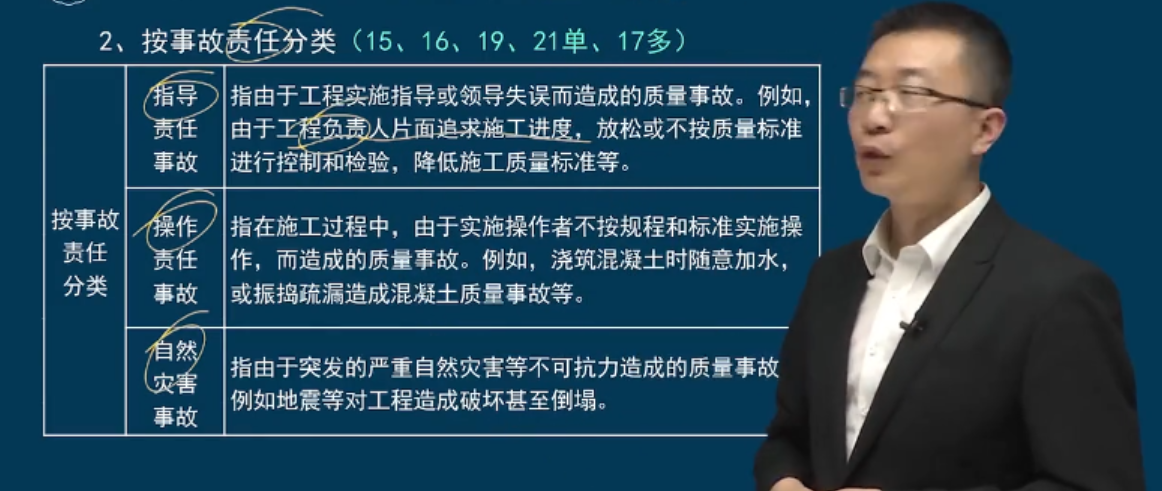 2、按事故责任分类（15、16、19、21单、17多）
按事故
责任
分类
指导
责任
事故
指由于工程实施指导或领导失误而造成的质量事故。例如，
由于工程负责人片面追求施工进度，放松或不按质量标准
进行控制和检验，降低施工质量标准等。
操作
责任
事故
指在施工过程中，由于实施操作者不按规程和标准实施操
作，而造成的质量事故。例如，浇筑混凝土时随意加水，
或振捣疏漏造成混凝土质量事故等。
自然
灾害
事故
指由于突发的严重自然灾害等不可抗力造成的质量事故
例如地震等对工程造成破坏甚至倒塌。